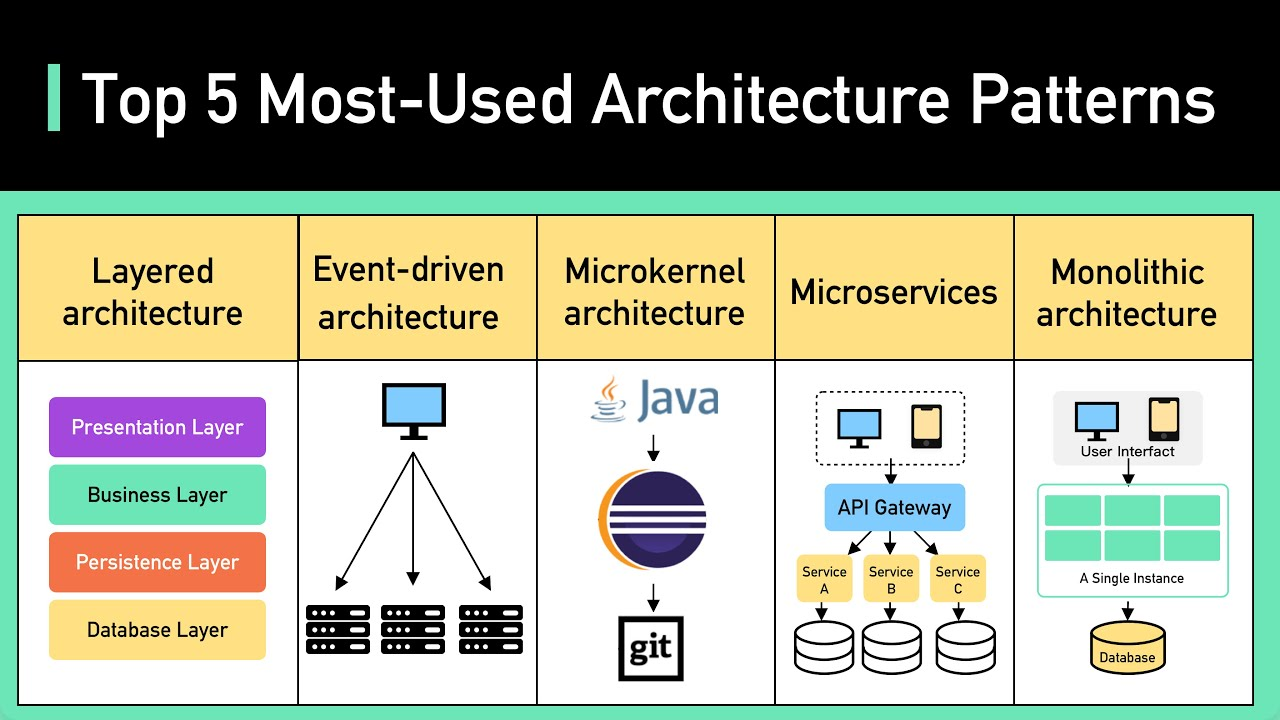 Top 5 Most-Used Architecture Patterns
Layered
architecture
Event-driven
architecture
Microkernel
architecture
Microservices
Monolithic
architecture
Presentation Layer
Business Layer
Persistence Layer
Database Layer
Java
git
API Gateway
Service
A
Service
B
Service
C
User Interfact
A Single Instance
Database